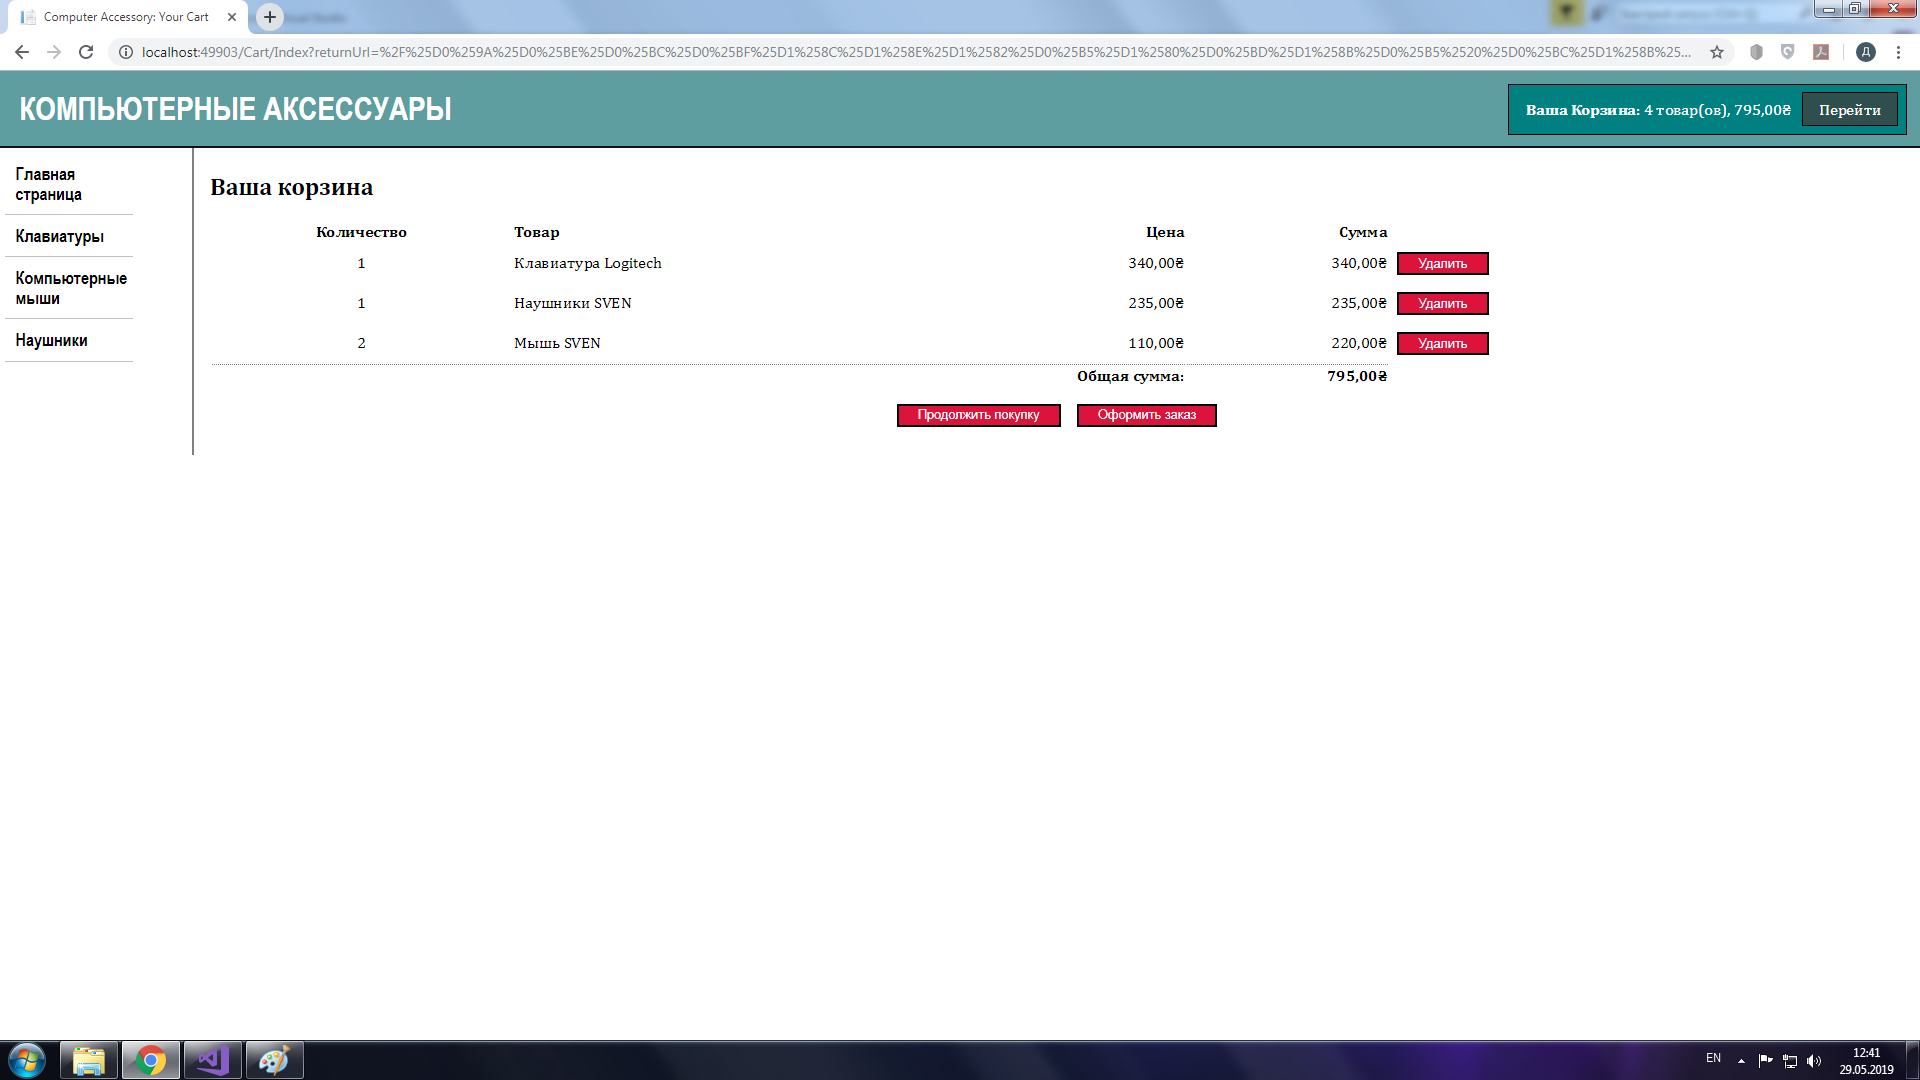 Computer Accessory: Your Cart
localhost:49903/Cart/Index?returnUrl=%2F%25D0%259A%25D0%25BE%25D0%25BC%25D0%25BF%25D1%258C%25D1%258E%25D1%2582%25D0%25B5%25D1%2580%25D0%25BD%25D1%258B%25D0%25B5%2520%25D0%25BC%25D1%258B%25...
Д
КОМПЬЮТЕРНЫЕ АКСЕССУАРЫ
Ваша Корзина: 4 товар(ов), 795,00₴ Перейти
Главная
страница
Клавиатуры
Компьютерные
мыши
Наушники
Ваша корзина
Количество Товар Цена Сумма
1 Клавиатура Logitech 340,00₴ 340,00₴ Удалить
1 Наушники SVEN 235,00₴ 235,00₴ Удалить
2 Мышь SVEN 110,00₴ 220,00₴ Удалить
Общая сумма: 795,00₴
Продолжить покупку Оформить заказ
EN
12:41
29.05.2019